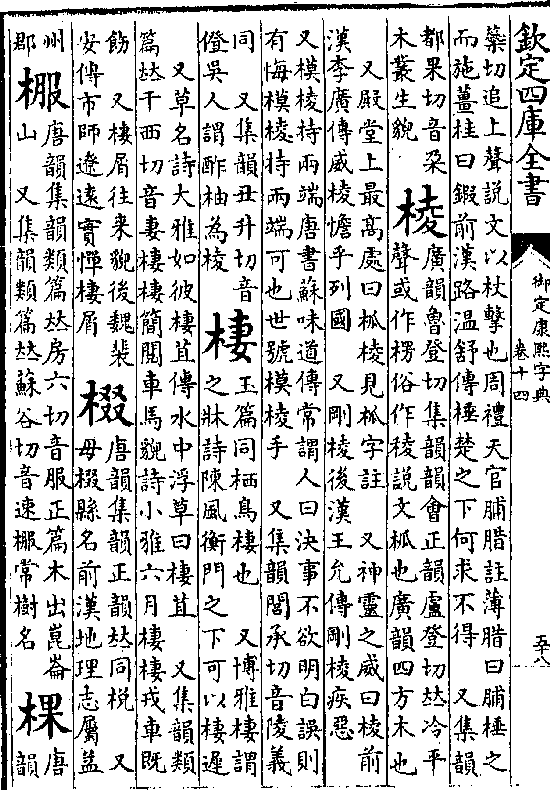 欽定四庫全書
御定康熙字典
卷十四
五十八
藥切追上聲說文以杖擊也周禮天官脯腊註薄腊曰脯捶之
而施薑桂曰鍛前漢路温舒傳棰楚之下何求不得 又集韻
都果切音朶
木叢生貌
棱
廣韻魯登切集韻韻會正韻盧登切𠀤冷平
聲或作楞俗作稜說文柧也廣韻四方木也
又殿堂上最高處曰柧棱見柧字註 又神靈之威曰棱前
漢李廣傳威棱憺乎列國 又剛棱後漢王允傳剛棱疾惡
又模棱持兩端唐書蘇味道傳常謂人曰決事不欲明白誤則
有悔模棱持兩端可也世號模棱手 又集韻閭承切音陵義
同 又集韻丑升切音
僜吳人謂酢柚為棱
棲
玉篇同栖鳥棲也 又博雅棲謂
之牀詩陳風衡門之下可以棲遲
又草名詩大雅如彼棲苴傳水中浮草曰棲苴 又集韻類
篇𠀤千西切音妻棲棲簡閱車馬貌詩小雅六月棲棲戎車既
飭 又棲屑往来貌後魏裴
安傳市師遼遠實憚棲屑
棳
唐韻集韻正韻𠀤同梲 又
毋棳縣名前漢地理志屬益
州
郡
棴
唐韻集韻類篇𠀤房六切音服正篇木出崑崙
山 又集韻類篇𠀤蘇谷切音速棴常樹名
棵
唐
韻